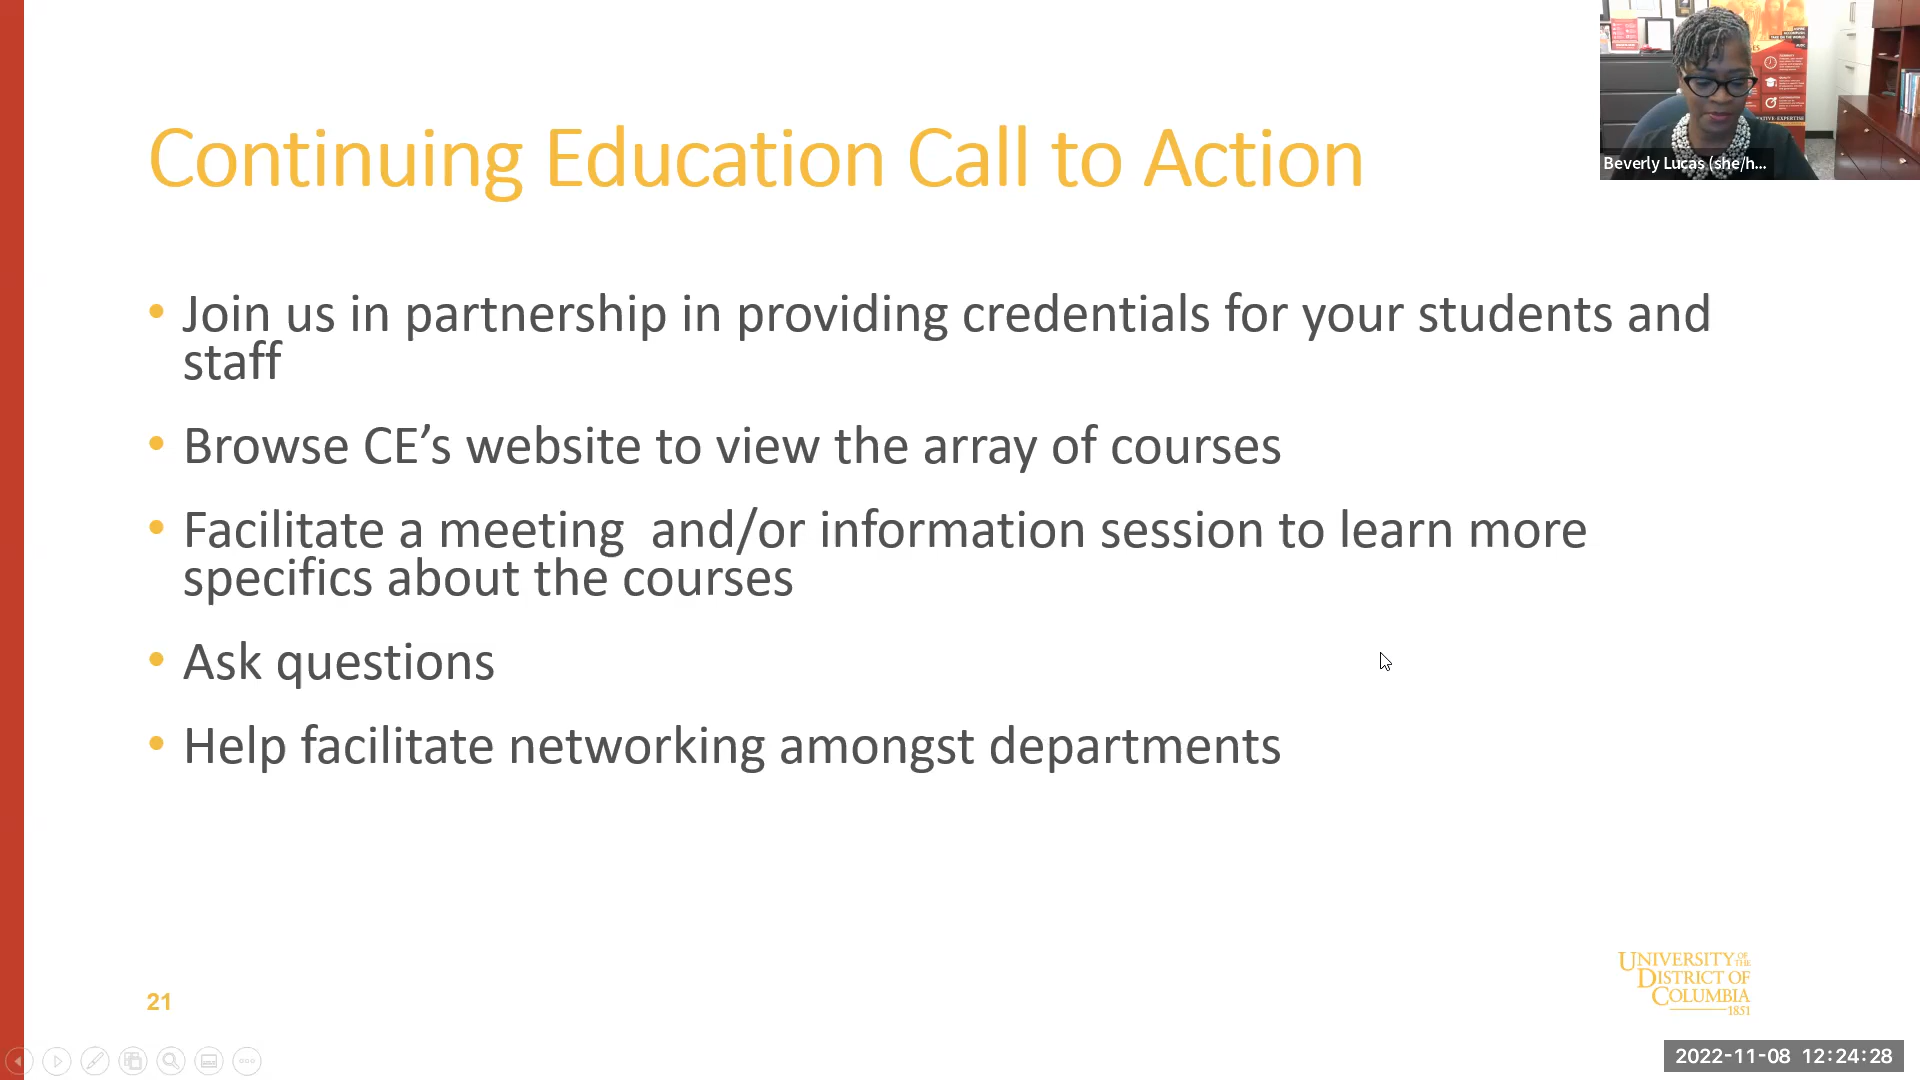 Continuing Education Call to Action
Beverly Lucas (she/h...
• Join us in partnership in providing credentials for your students and
staff
• Browse CE’s website to view the array of courses
• Facilitate a meeting  and/or information session to learn more
specifics about the courses
• Ask questions
• Help facilitate networking amongst departments
21
UNIVERSITY OF THE
DISTRICT OF
COLUMBIA
1851
2022-11-08 12:24:28